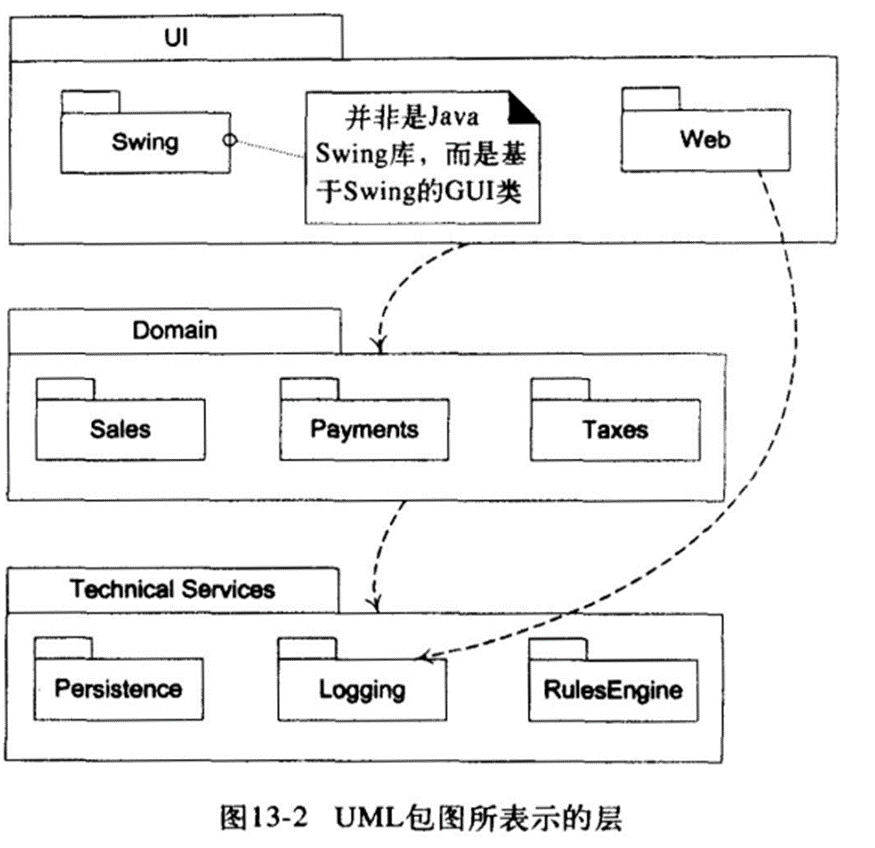 UI
Swing
并非是Java
Swing库，而是基
于Swing的GUI类
Web
Domain
Sales
Payments
Taxes
Technical Services
Persistence
Logging
RulesEngine
图13-2 UML包图所表示的层